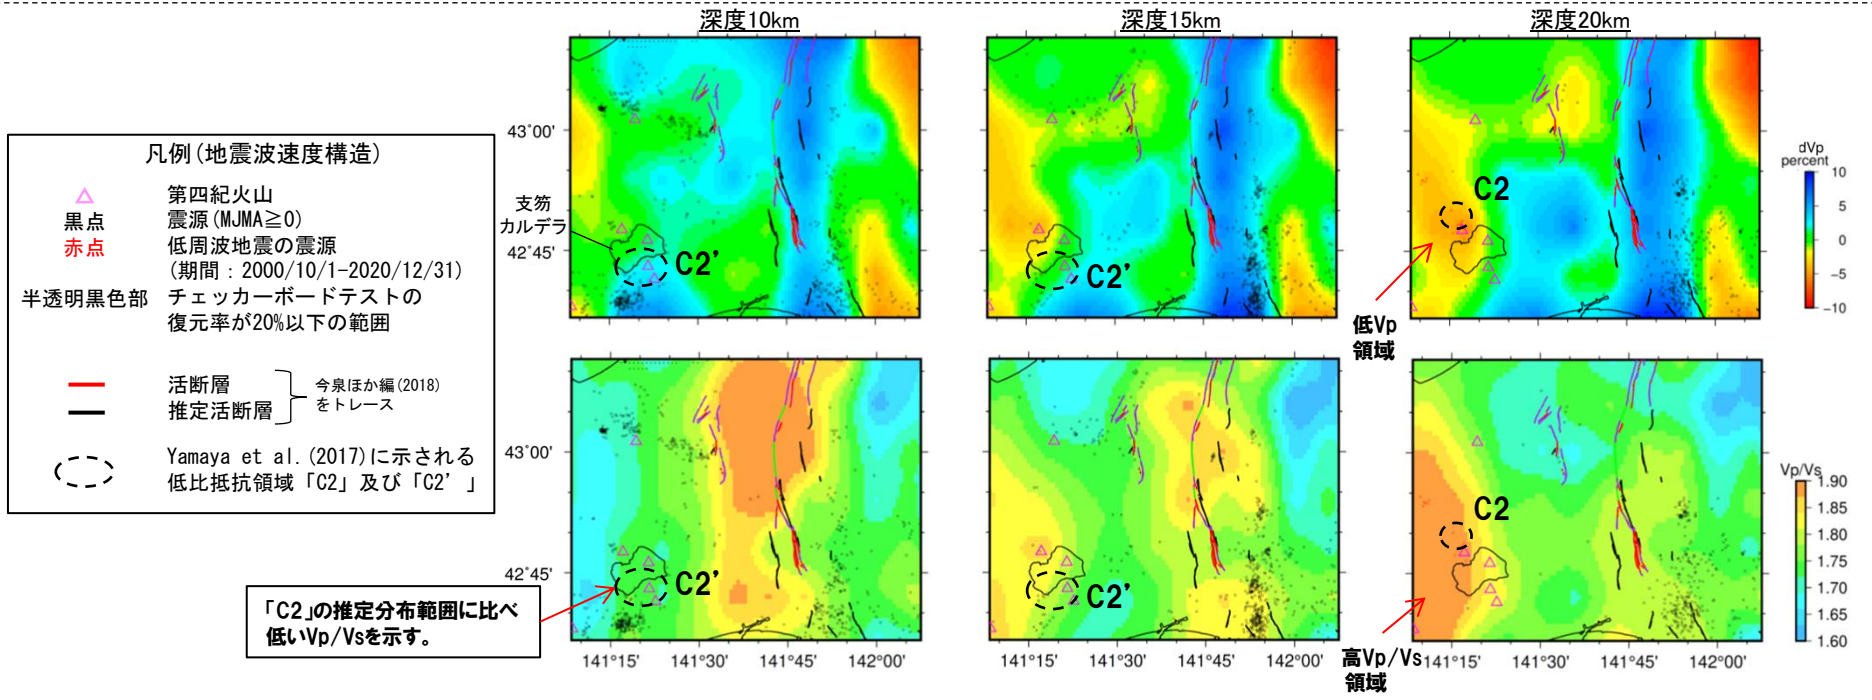 深度10km
深度15km
深度20km
凡例(地震波速度構造)
第四紀火山
黒点 震源(MJMA≧0)
赤点 低周波地震の震源
(期間：2000/10/1-2020/12/31)
半透明黒色部 チェッカーボードテストの
復元率が20%以下の範囲
活断層
推定活断層
今泉ほか編(2018)
をトレース
Yamaya et al.(2017)に示される
低比抵抗領域「C2」及び「C2’」
43°00'
支笏
カルデラ
42°45'
C2’
C2’
C2
低Vp
領域
dVp
percent
10
5
0
−5
−10
43°00'
42°45'
C2’
C2’
C2
「C2」の推定分布範囲に比べ
低いVp/Vsを示す。
高Vp/Vs
領域
Vp/Vs
1.90
1.85
1.80
1.75
1.70
1.65
1.60
141°15' 141°30' 141°45' 142°00'
141°15' 141°30' 141°45' 142°00'
141°15' 141°30' 141°45' 142°00'